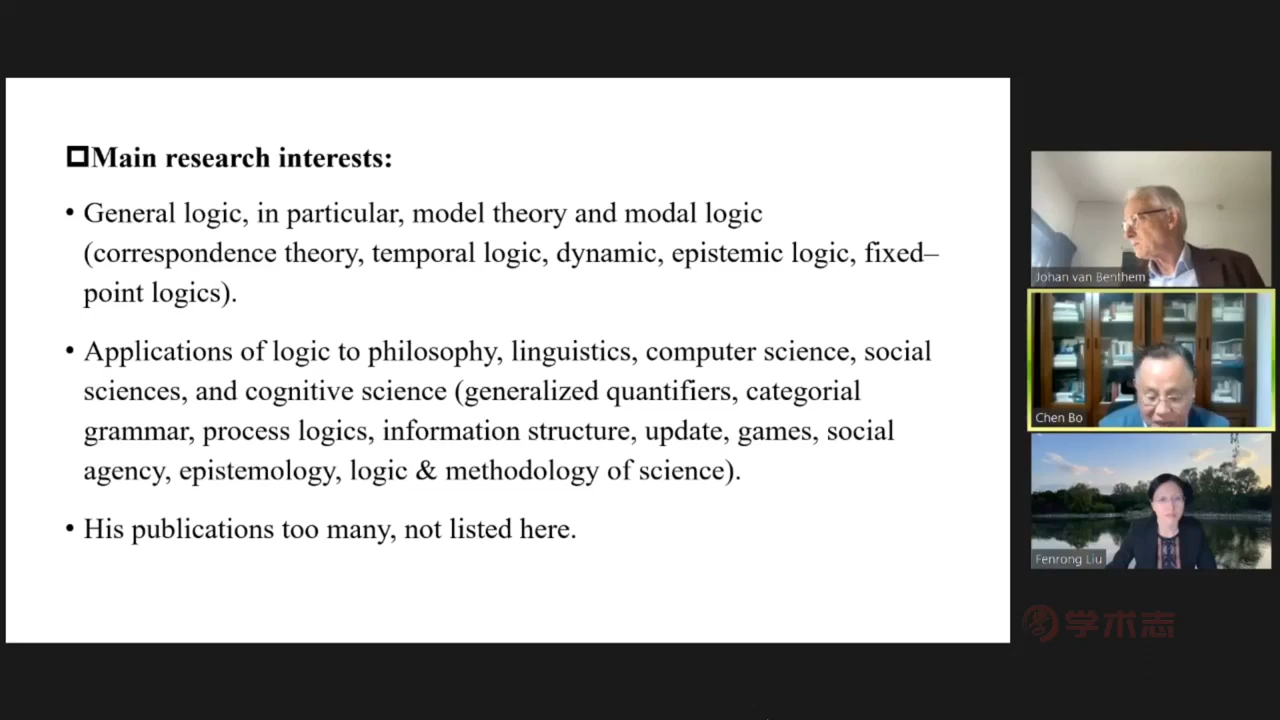 Main research interests:
• General logic, in particular, model theory and modal logic
(correspondence theory, temporal logic, dynamic, epistemic logic, fixed–
point logics).
• Applications of logic to philosophy, linguistics, computer science, social
sciences, and cognitive science (generalized quantifiers, categorial
grammar, process logics, information structure, update, games, social
agency, epistemology, logic & methodology of science).
• His publications too many, not listed here.
Johan van Benthem
Chen Bo
Fenrong Liu
学术志